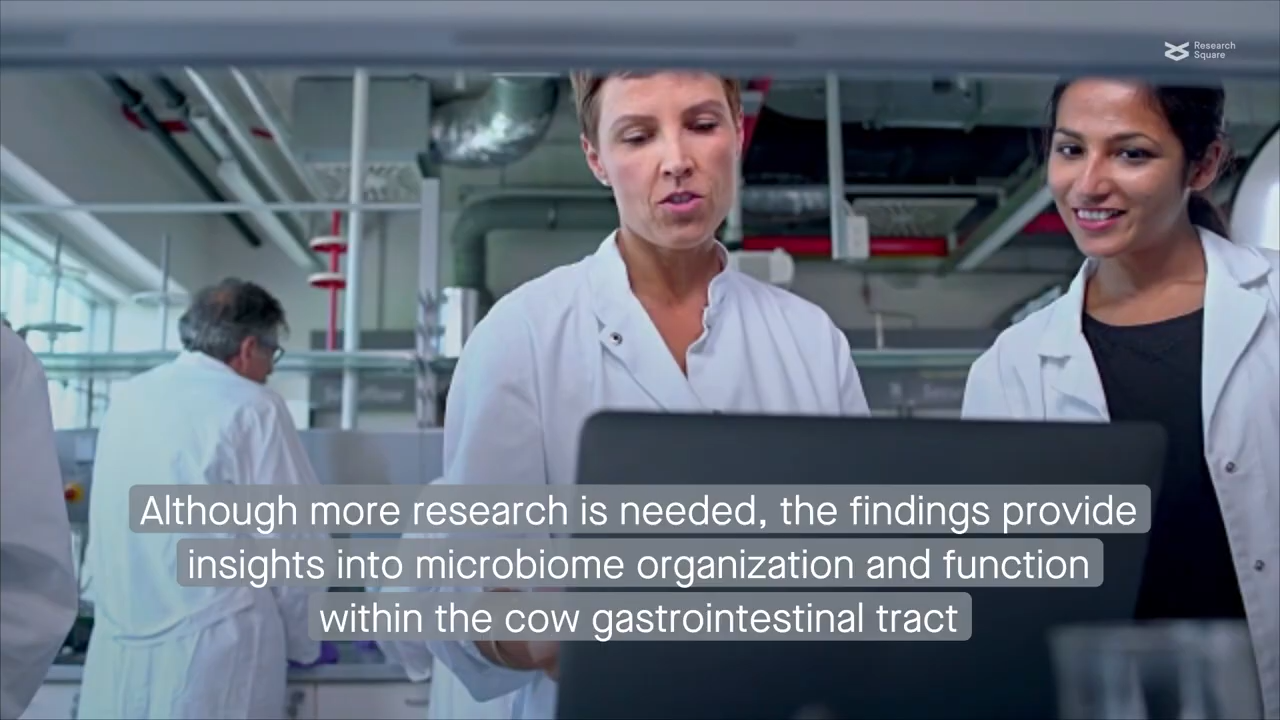 Research
Square
Although more research is needed, the findings provide
insights into microbiome organization and function
within the cow gastrointestinal tract